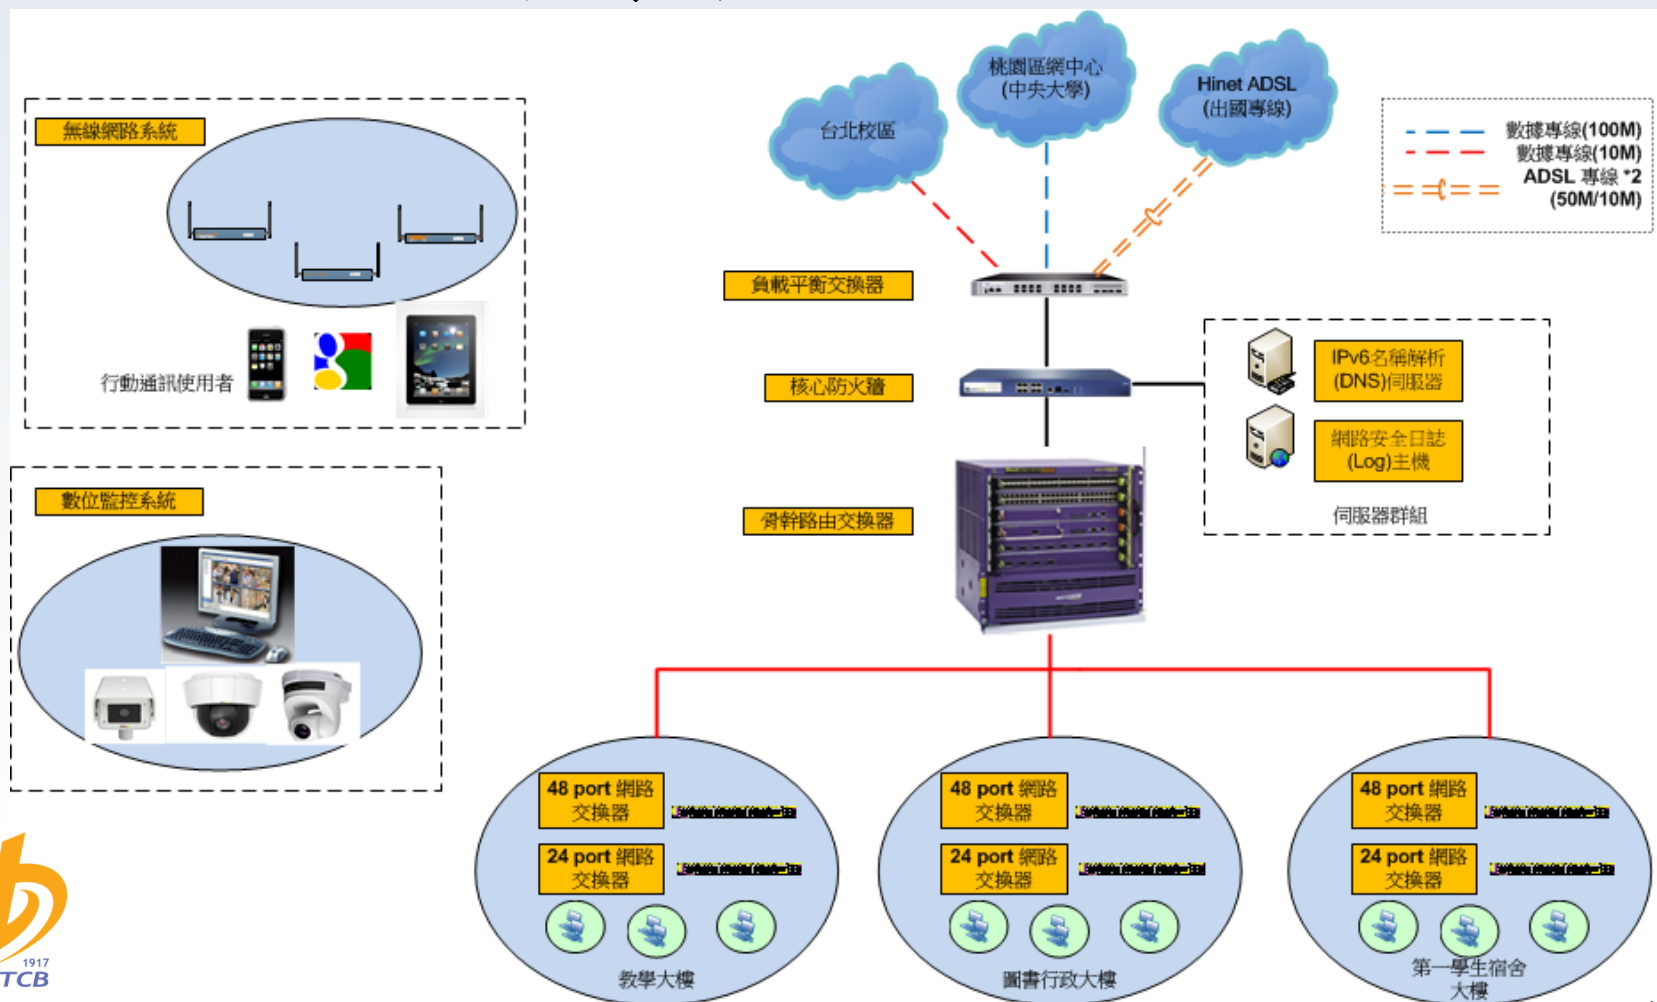 桃園區網中心
(中央大學)
Hinet ADSL
(出國專線)
台北校區
數據專線(100M)
數據專線(10M)
ADSL 專線 *2
(50M/10M)
無線網路系統
行動通訊使用者
負載平衡交換器
核心防火牆
骨幹路由交換器
IPv6名稱解析
(DNS)伺服器
網路安全日誌
(Log)主機
伺服器群組
數位監控系統
48 port 網路
交換器
24 port 網路
交換器
教學大樓
48 port 網路
交換器
24 port 網路
交換器
圖書行政大樓
48 port 網路
交換器
24 port 網路
交換器
第一學生宿舍
大樓
1917
TCB